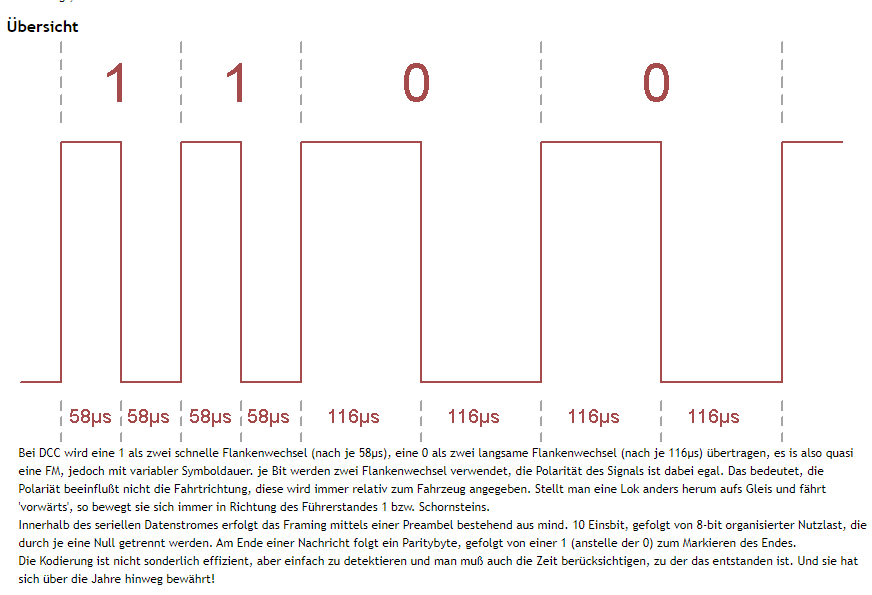 Übersicht
1 1 0 0
58µs 58µs 58µs 58µs 116µs 116µs 116µs 116µs
Bei DCC wird eine 1 als zwei schnelle Flankenwechsel (nach je 58µs), eine 0 als zwei langsame Flankenwechsel (nach je 116µs) übertragen, es is also quasi
eine FM, jedoch mit variabler Symboldauer. je Bit werden zwei Flankenwechsel verwendet, die Polarität des Signals ist dabei egal. Das bedeutet, die
Polariät beeinflußt nicht die Fahrtrichtung, diese wird immer relativ zum Fahrzeug angegeben. Stellt man eine Lok anders herum aufs Gleis und fährt
'vorwärts', so bewegt sie sich immer in Richtung des Führerstandes 1 bzw. Schornsteins.
Innerhalb des seriellen Datenstromes erfolgt das Framing mittels einer Preambel bestehend aus mind. 10 Einsbit, gefolgt von 8-bit organisierter Nutzlast, die
durch je eine Null getrennt werden. Am Ende einer Nachricht folgt ein Paritybyte, gefolgt von einer 1 (anstelle der 0) zum Markieren des Endes.
Die Kodierung ist nicht sonderlich effizient, aber einfach zu detektieren und man muß auch die Zeit berücksichtigen, zu der das entstanden ist. Und sie hat
sich über die Jahre hinweg bewährt!